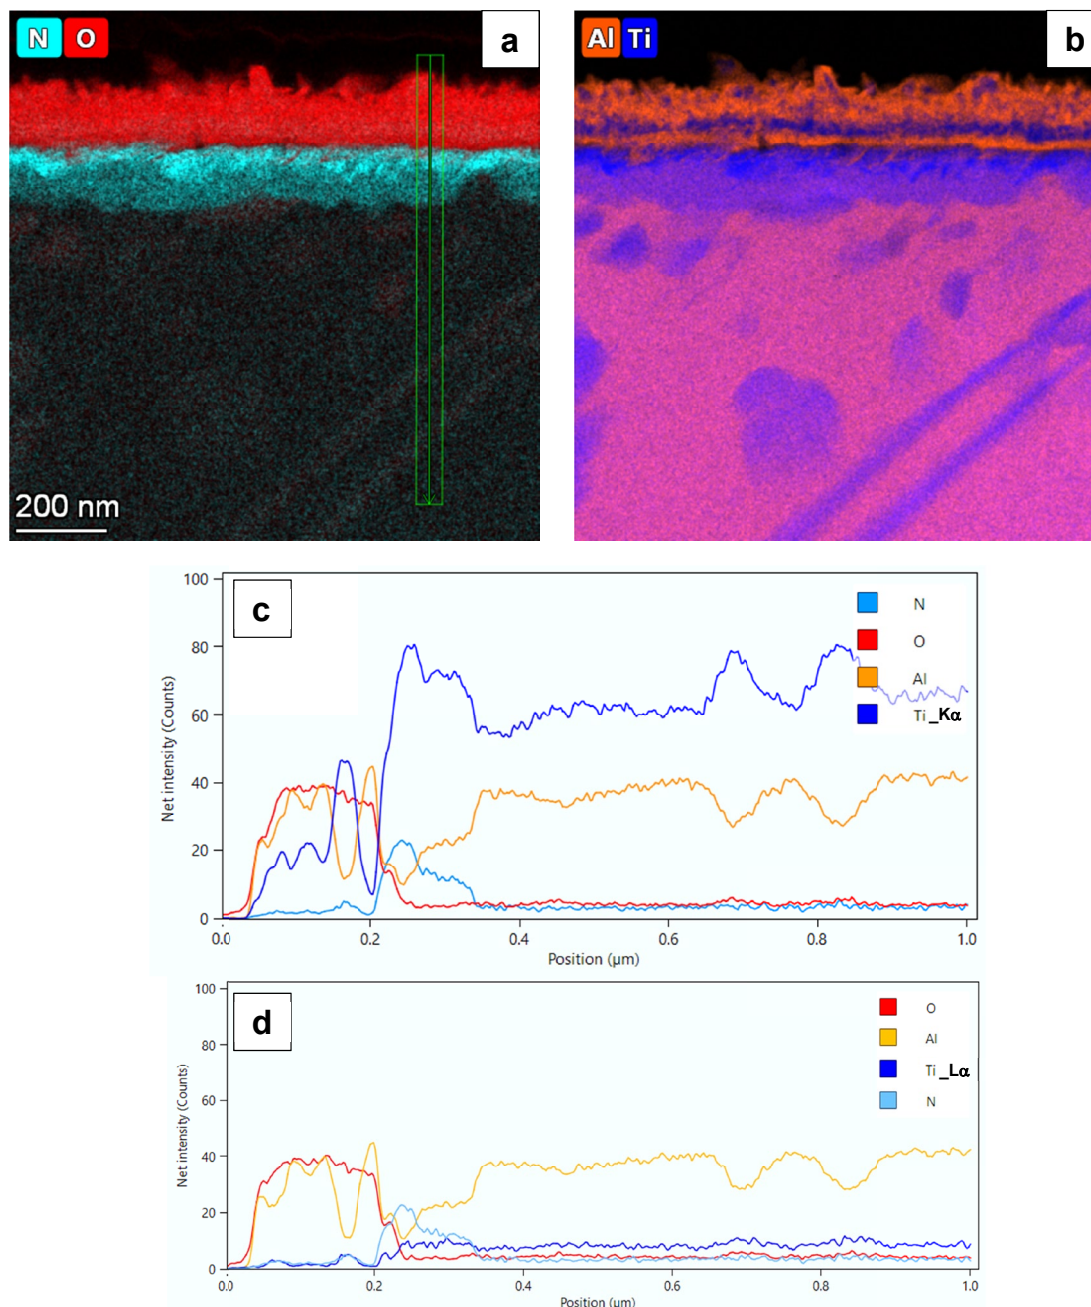 N O a
Al Ti b
200 nm
c
N
O
Al
Ti_Kα
100
80
60
40
20
0
Net intensity (Counts)
0.0 0.2 0.4 0.6 0.8 1.0
Position (µm)
d
O
Al
Ti_Lα
N
100
80
60
40
20
0
Net intensity (Counts)
0.0 0.2 0.4 0.6 0.8 1.0
Position (µm)